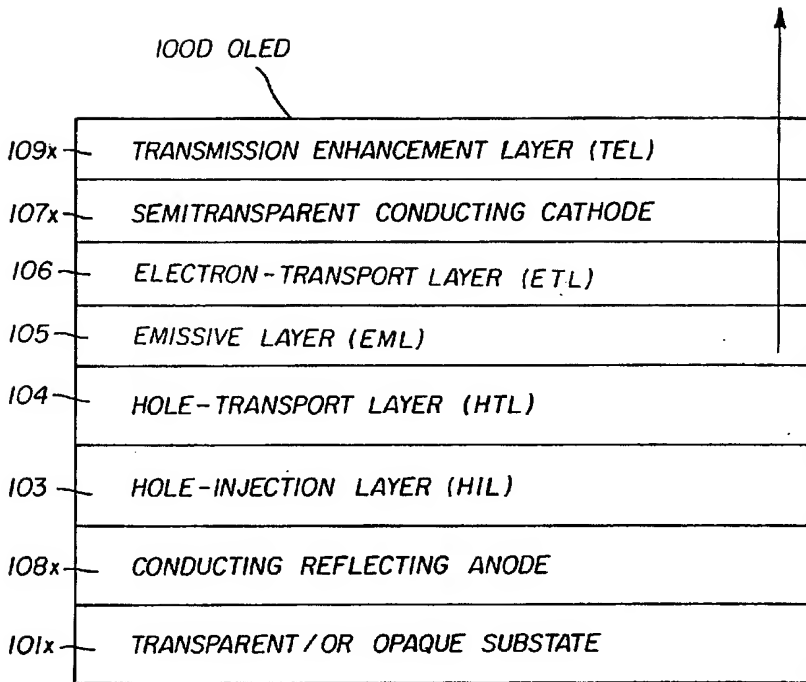 100D OLED
109x TRANSMISSION ENHANCEMENT LAYER (TEL)
107x SEMITRANSPARENT CONDUCTING CATHODE
106 ELECTRON-TRANSPORT LAYER (ETL)
105 EMISSIVE LAYER (EML)
104 HOLE-TRANSPORT LAYER (HTL)
103 HOLE-INJECTION LAYER (HIL)
108x CONDUCTING REFLECTING ANODE
101x TRANSPARENT/OR OPAQUE SUBSTATE